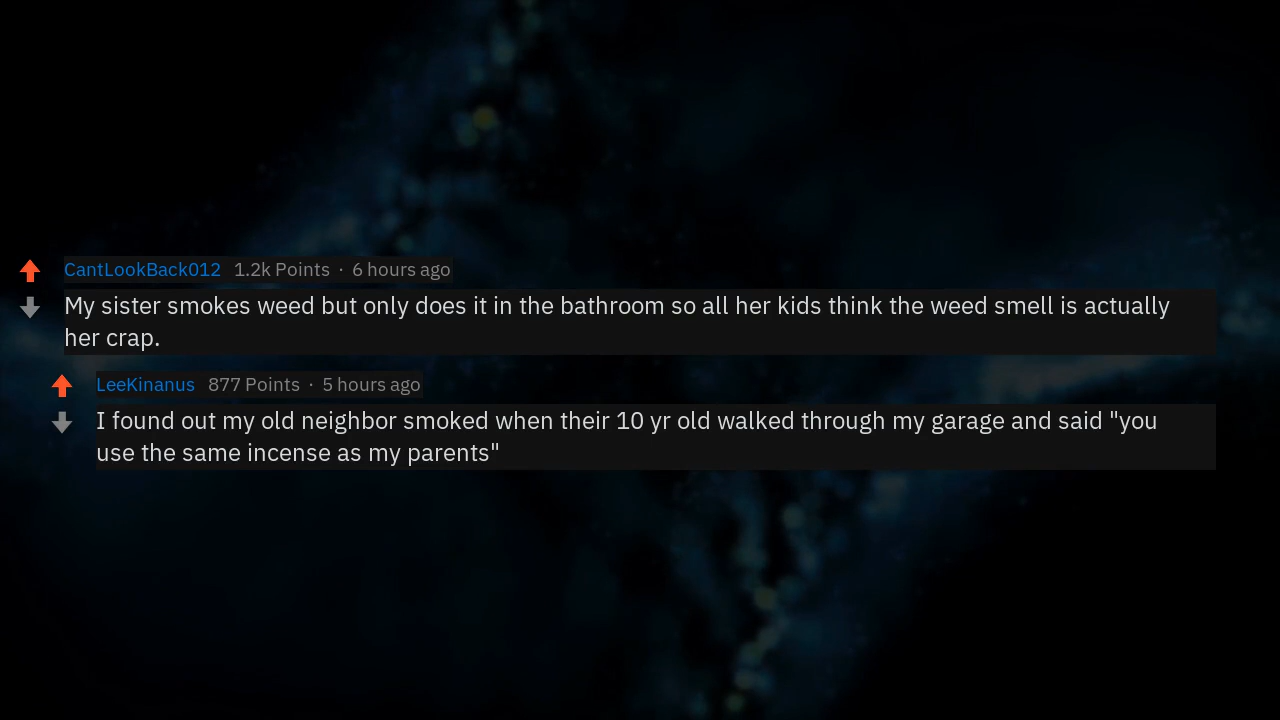 CantLookBack012 1.2k Points · 6 hours ago
My sister smokes weed but only does it in the bathroom so all her kids think the weed smell is actually
her crap.
LeeKinanus 877 Points · 5 hours ago
I found out my old neighbor smoked when their 10 yr old walked through my garage and said "you
use the same incense as my parents"